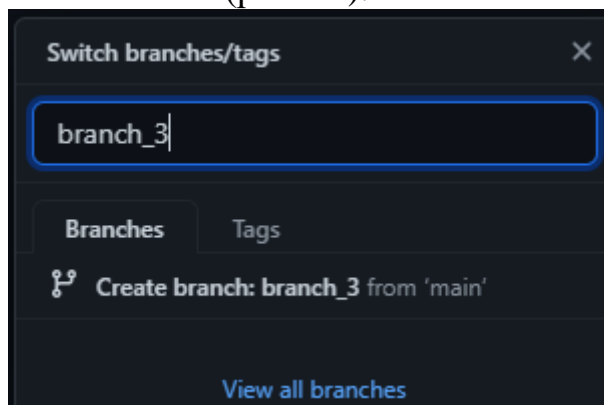 Switch branches/tags
branch_3
Branches Tags
Create branch: branch_3 from 'main'
View all branches